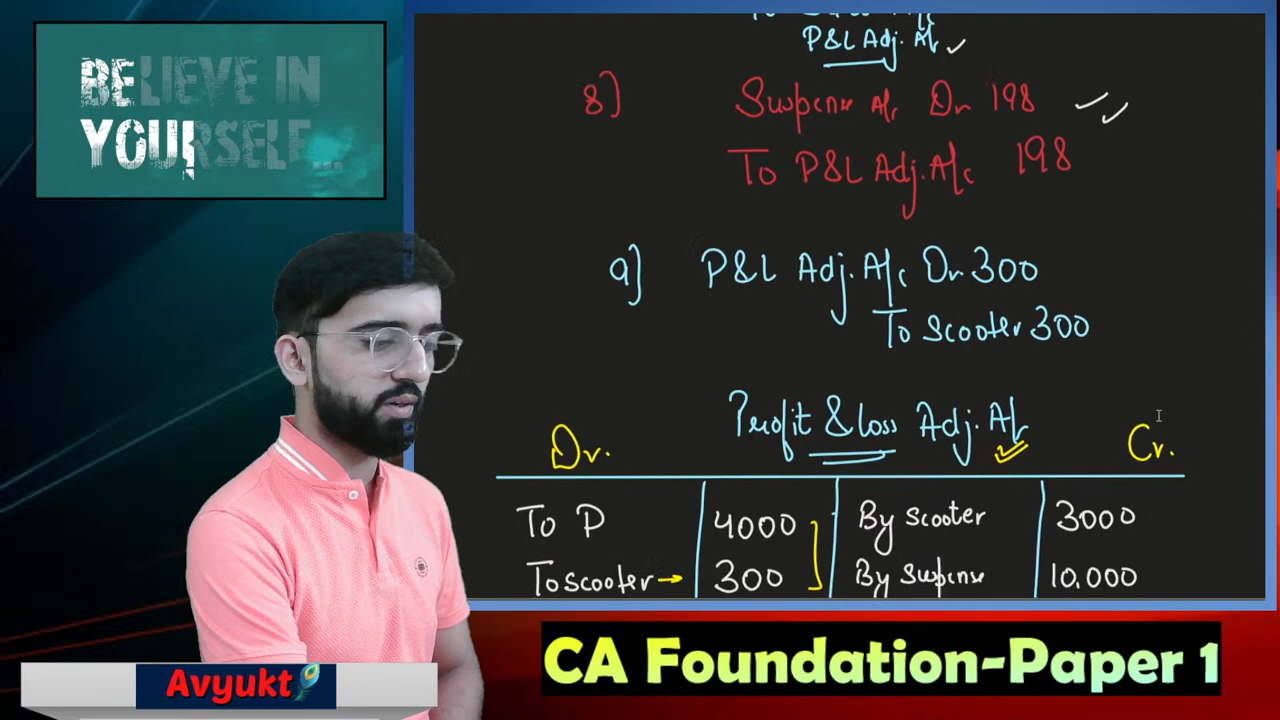 BELIEVE IN
YOURSELF...
P&L Adj. A/c
8] Suspense A/c Dr 198
To P&L Adj. A/c 198
9] P&L Adj. A/c Dr 300
To Scooter 300
Profit & loss Adj. A/c
Dr. Cr.
To P 4000 By scooter 3000
To scooter → 300 By suspense 10,000
Avyukt
CA Foundation-Paper 1